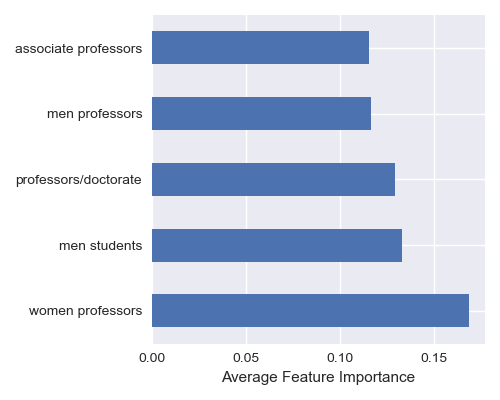 associate professors
men professors
professors/doctorate
men students
women professors
0.00 0.05 0.10 0.15
Average Feature Importance